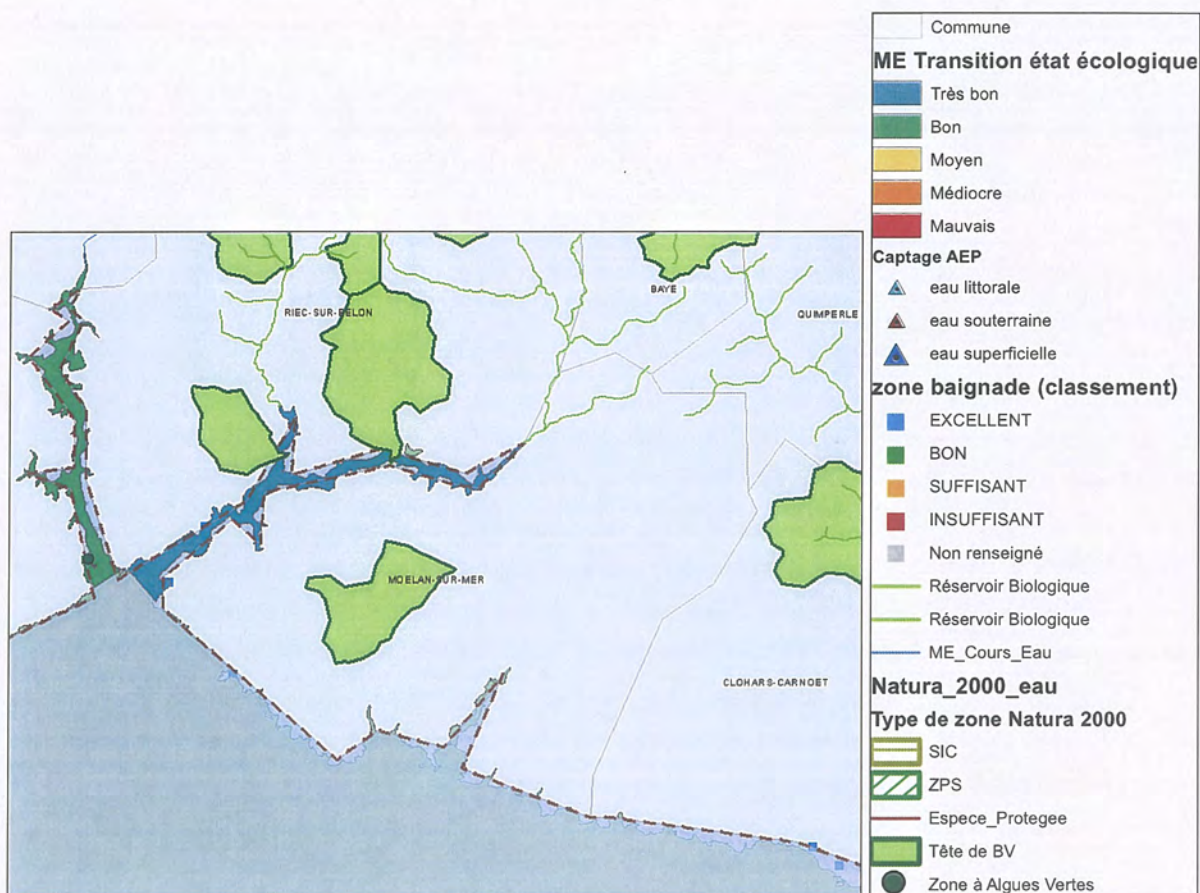 Commune
ME Transition état écologique
Très bon
Bon
Moyen
Médiocre
Mauvais
Captage AEP
eau littorale
eau souterraine
eau superficielle
zone baignade (classement)
EXCELLENT
BON
SUFFISANT
INSUFFISANT
Non renseigné
Réservoir Biologique
Réservoir Biologique
ME_Cours_Eau
Natura_2000_eau
Type de zone Natura 2000
SIC
ZPS
Espece_Protegee
Tête de BV
Zone à Algues Vertes
RIEC-SUR-BELON
BAYE
QUIMPERLE
MOELAN-SUR-MER
CLOHARS-CARNOET